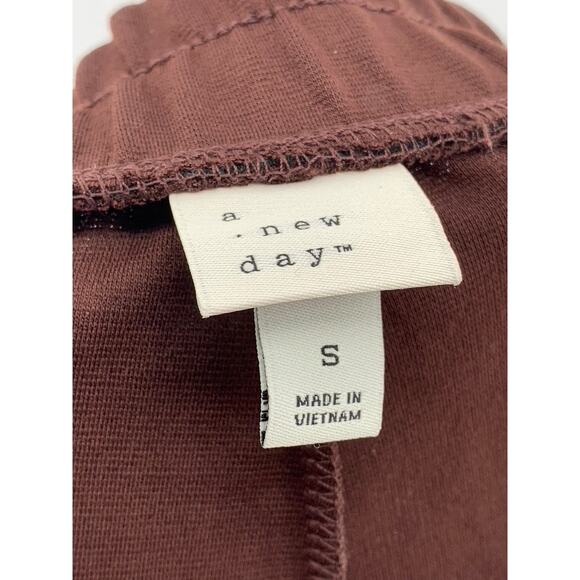 a
. new
day™
S
MADE IN
VIETNAM